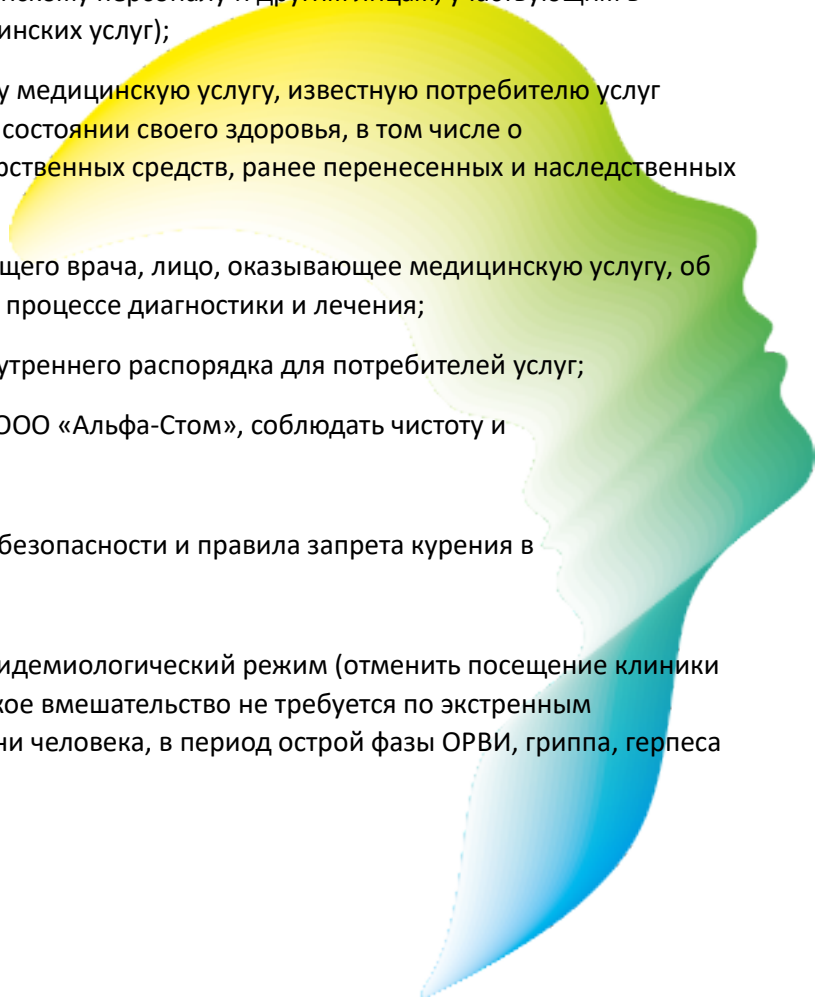 инских услуг);
у медицинскую услугу, известную потребителю услуг
состоянии своего здоровья, в том числе о
рственных средств, ранее перенесенных и наследственных
щего врача, лицо, оказывающее медицинскую услугу, об
процессе диагностики и лечения;
утреннего распорядка для потребителей услуг;
ООО «Альфа-Стом», соблюдать чистоту и
безопасности и правила запрета курения в
идемиологический режим (отменить посещение клиники
кое вмешательство не требуется по экстренным
ни человека, в период острой фазы ОРВИ, гриппа, герпеса